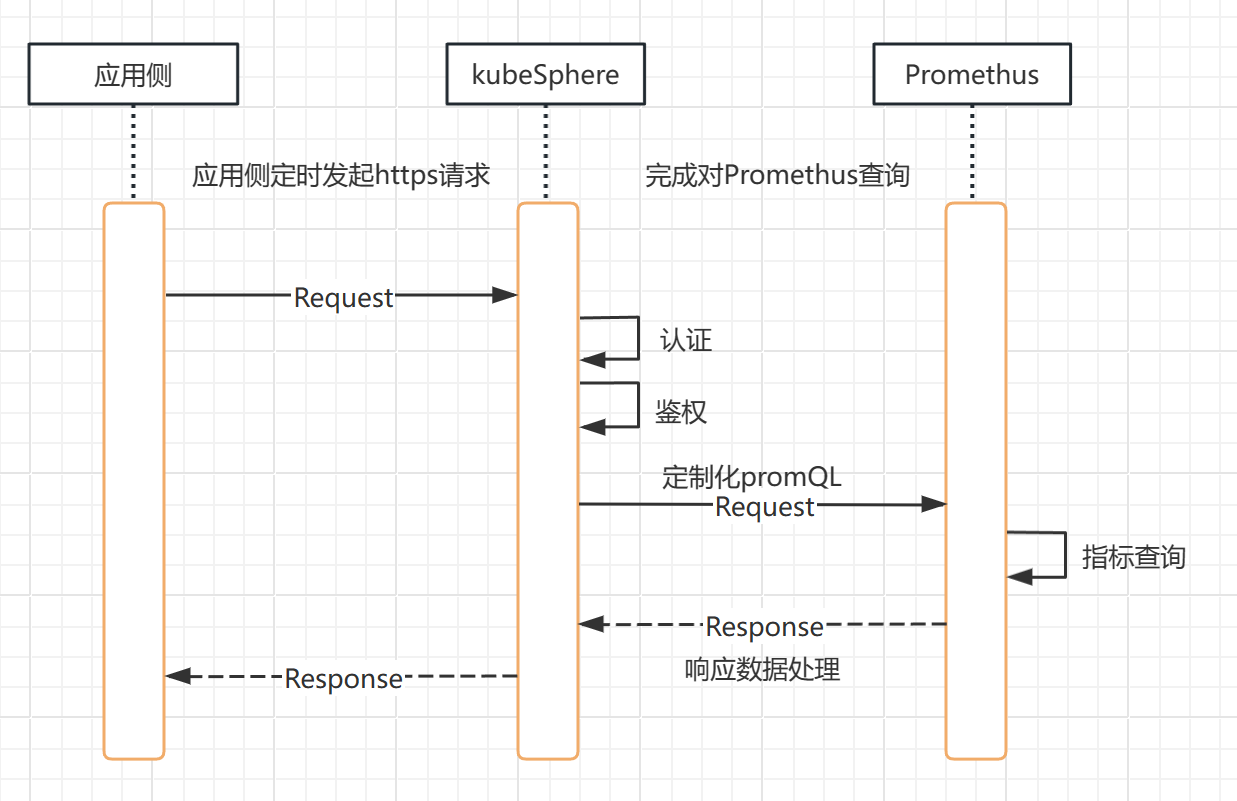 应用侧
kubeSphere
Promethus
应用侧定时发起https请求
完成对Promethus查询
Request
认证
鉴权
定制化promQL
Request
指标查询
Response
响应数据处理
Response